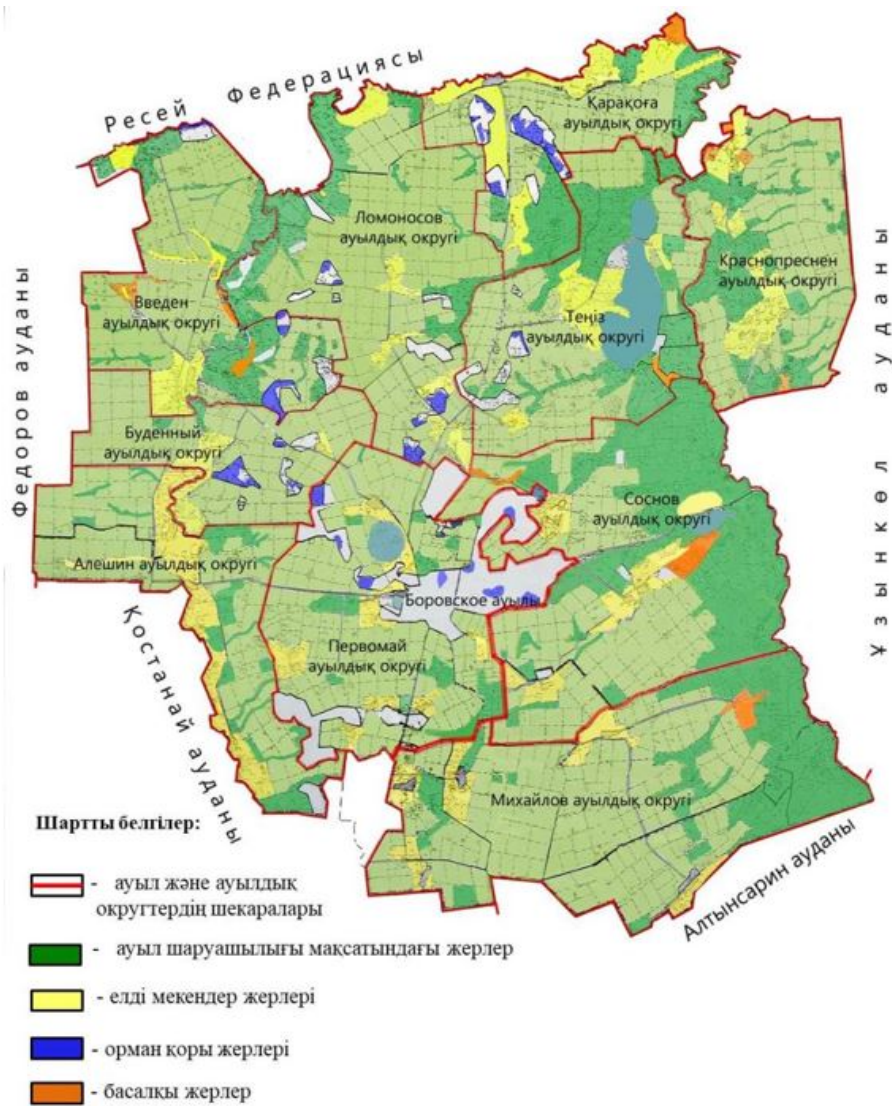 Ресей Федерациясы
Қарақоға
ауылдық округі
Ломоносов
ауылдық округі
Краснопреснен
ауылдық округі
Введен
ауылдық округі
Теңіз
ауылдық округі
Федоров ауданы
Ұзынкөл ауданы
Буденный
ауылдық округі
Соснов
ауылдық округі
Алешин ауылдық округі
Боровское ауылы
Қостанай ауданы
Первомай
ауылдық округі
Михайлов ауылдық округі
Алтынсарин ауданы
Шартты белгілер:
- ауыл және ауылдық
округтердің шекаралары
- ауыл шаруашылығы мақсатындағы жерлер
- елді мекендер жерлері
- орман қоры жерлері
- басалқы жерлер